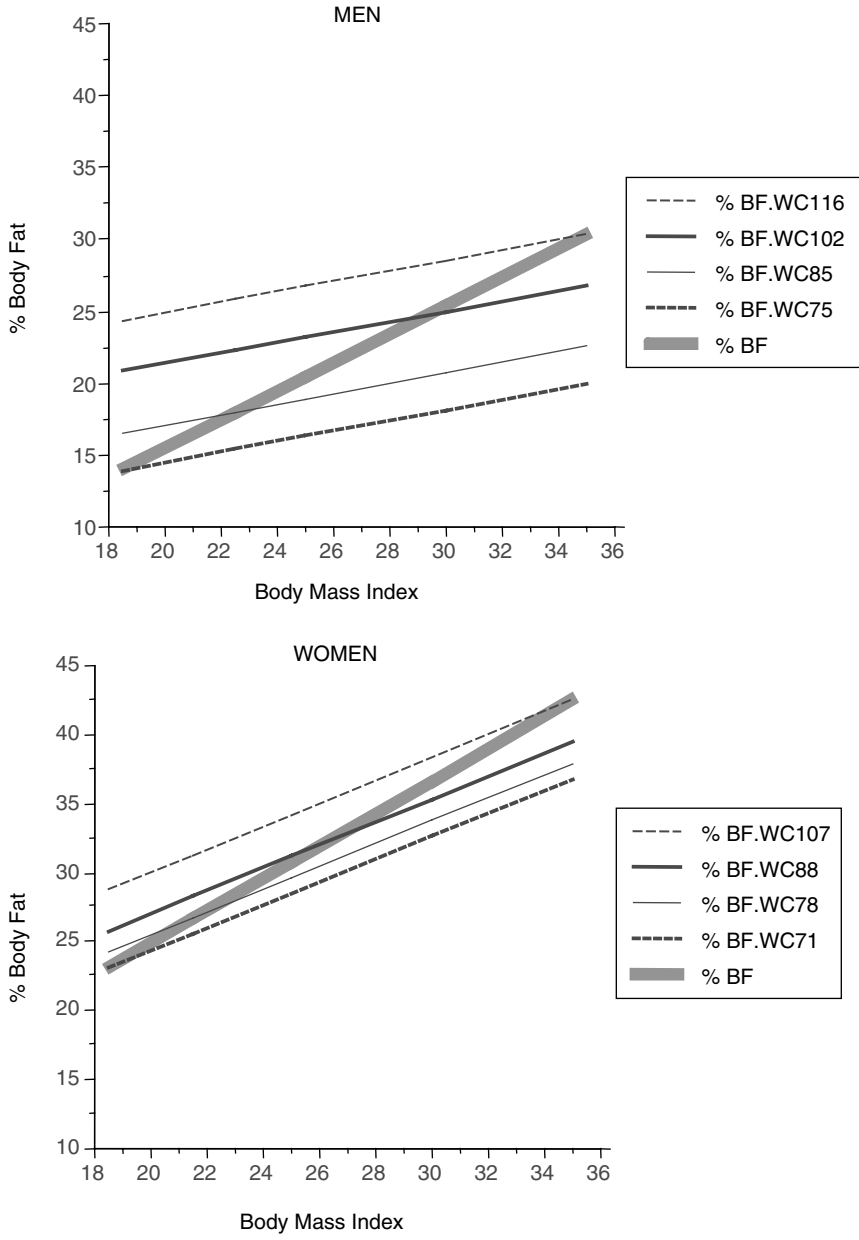 MEN
45
40
35
30
25
20
15
10
% Body Fat
18 20 22 24 26 28 30 32 34 36
Body Mass Index
% BF.WC116
% BF.WC102
% BF.WC85
% BF.WC75
% BF
WOMEN
45
40
35
30
25
20
15
10
% Body Fat
18 20 22 24 26 28 30 32 34 36
Body Mass Index
% BF.WC107
% BF.WC88
% BF.WC78
% BF.WC71
% BF